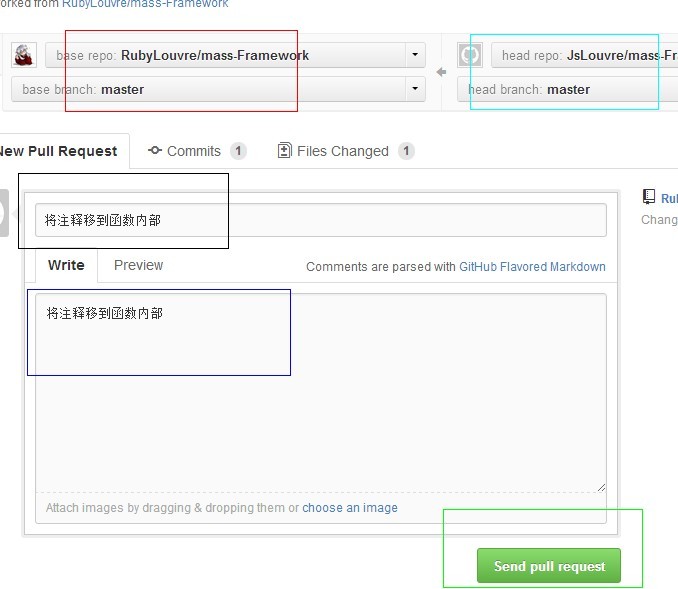 orked from RubyLouvre/mass-Framework
base repo: RubyLouvre/mass-Framework
head repo: JsLouvre/mass-Fr
base branch: master
head branch: master
New Pull Request
Commits 1
Files Changed 1
将注释移到函数内部
Write
Preview
Comments are parsed with GitHub Flavored Markdown
将注释移到函数内部
Attach images by dragging & dropping them or choose an image
Send pull request
Rub
Chang